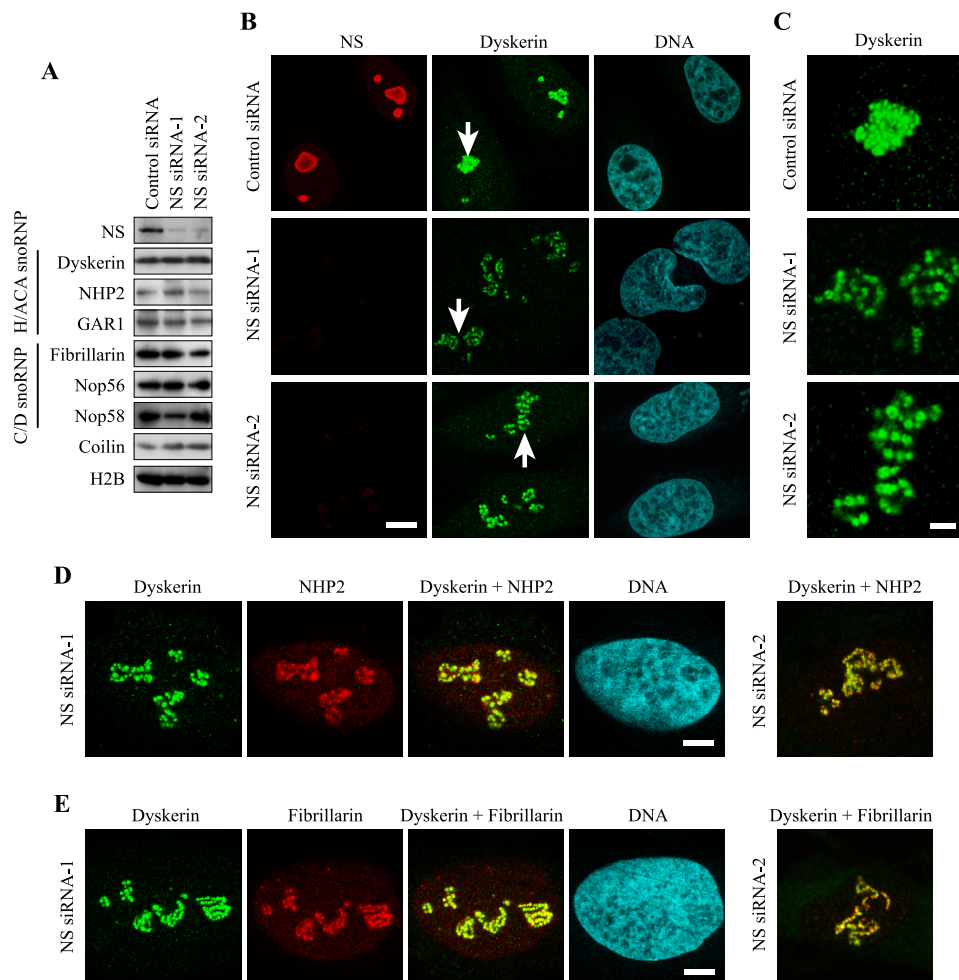 A
Control siRNA
NS siRNA-1
NS siRNA-2
H/ACA snoRNP
C/D snoRNP
NS
Dyskerin
NHP2
GAR1
Fibrillarin
Nop56
Nop58
Coilin
H2B
B
NS Dyskerin DNA
Control siRNA
NS siRNA-1
NS siRNA-2
C
Dyskerin
Control siRNA
NS siRNA-1
NS siRNA-2
D
Dyskerin NHP2 Dyskerin + NHP2 DNA Dyskerin + NHP2
NS siRNA-1
NS siRNA-2
E
Dyskerin Fibrillarin Dyskerin + Fibrillarin DNA Dyskerin + Fibrillarin
NS siRNA-1
NS siRNA-2